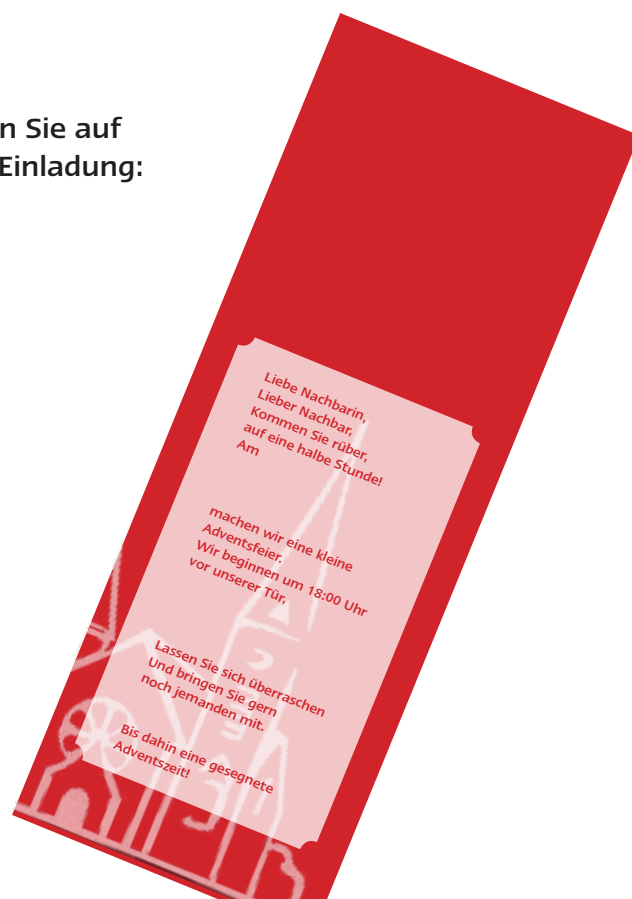 n Sie auf
Einladung:
Liebe Nachbarin,
Lieber Nachbar,
Kommen Sie rüber,
auf eine halbe Stunde!
Am
machen wir eine kleine
Adventsfeier.
Wir beginnen um 18:00 Uhr
vor unserer Tür,
Lassen Sie sich überraschen
Und bringen Sie gern
noch jemanden mit.
Bis dahin eine gesegnete
Adventszeit!